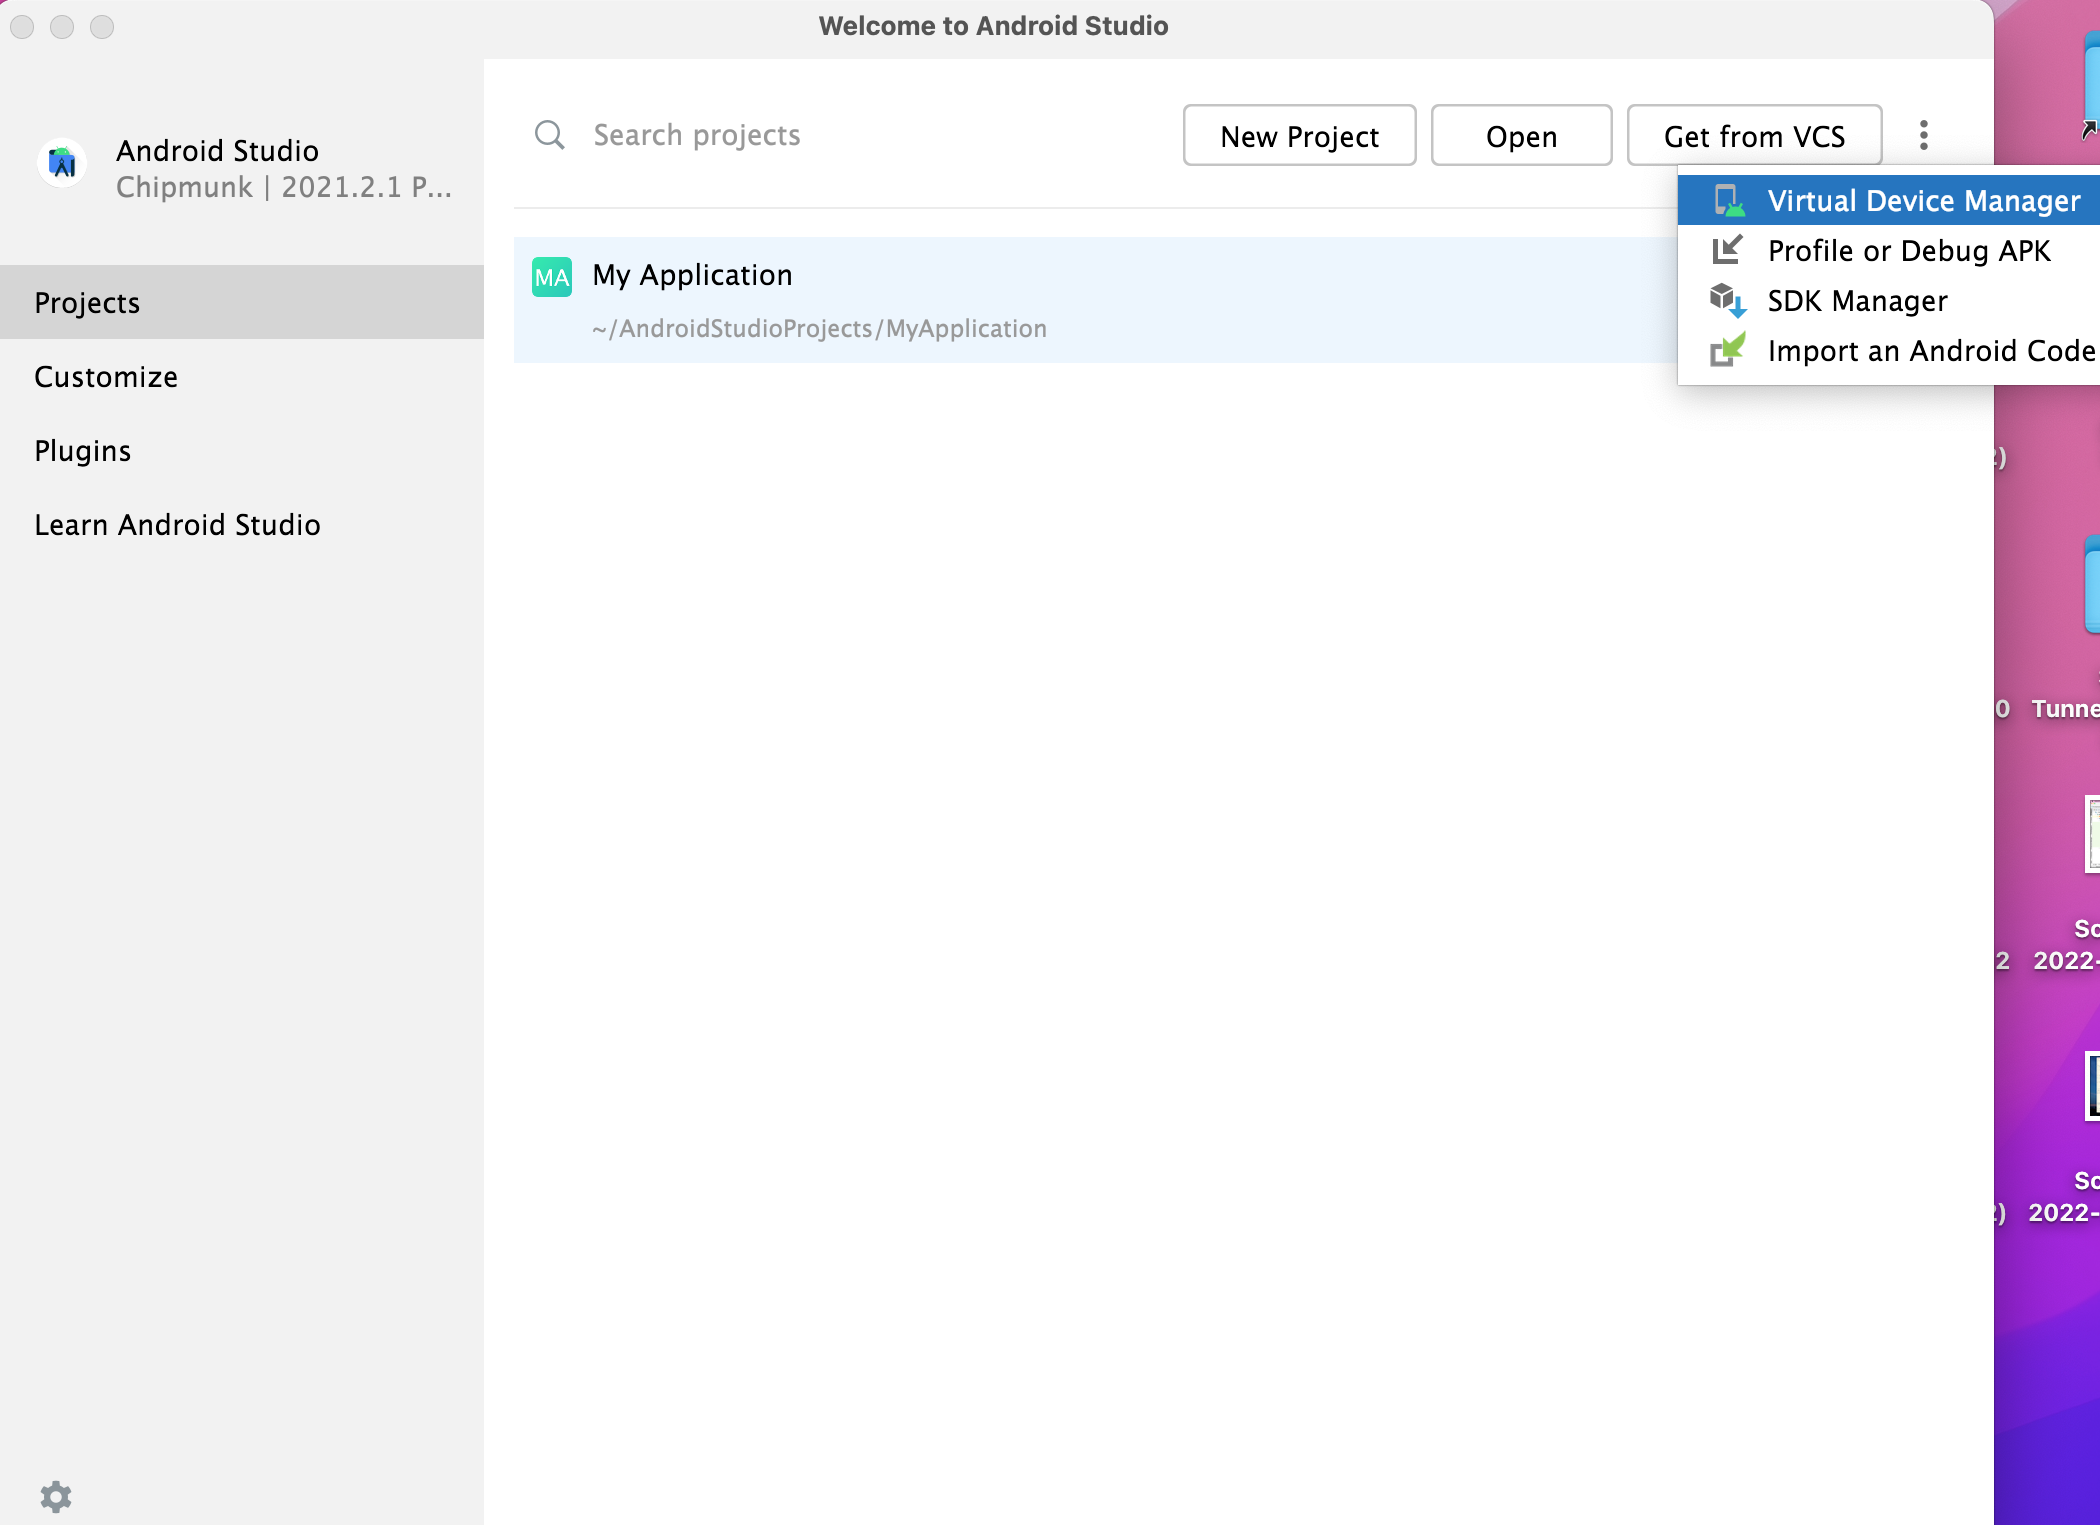 Welcome to Android Studio
Android Studio
Chipmunk | 2021.2.1 P...
Search projects
New Project
Open
Get from VCS
Virtual Device Manager
Profile or Debug APK
SDK Manager
Import an Android Code
MA
My Application
~/AndroidStudioProjects/MyApplication
Projects
Customize
Plugins
Learn Android Studio
2)
0
Tunne
Sc
2
2022-
Sc
2)
2022-